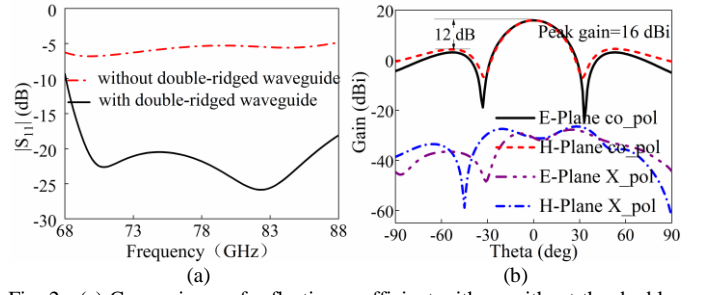 0
-5
-10
-15
-20
-25
-30
|S11| (dB)
without double-ridged waveguide
with double-ridged waveguide
68
73
78
83
88
Frequency（GHz）
(a)
20
0
-20
-40
-60
Gain (dBi)
12 dB
Peak gain=16 dBi
E-Plane co_pol
H-Plane co_pol
E-Plane X_pol
H-Plane X_pol
-90
-60
-30
0
30
60
90
Theta (deg)
(b)